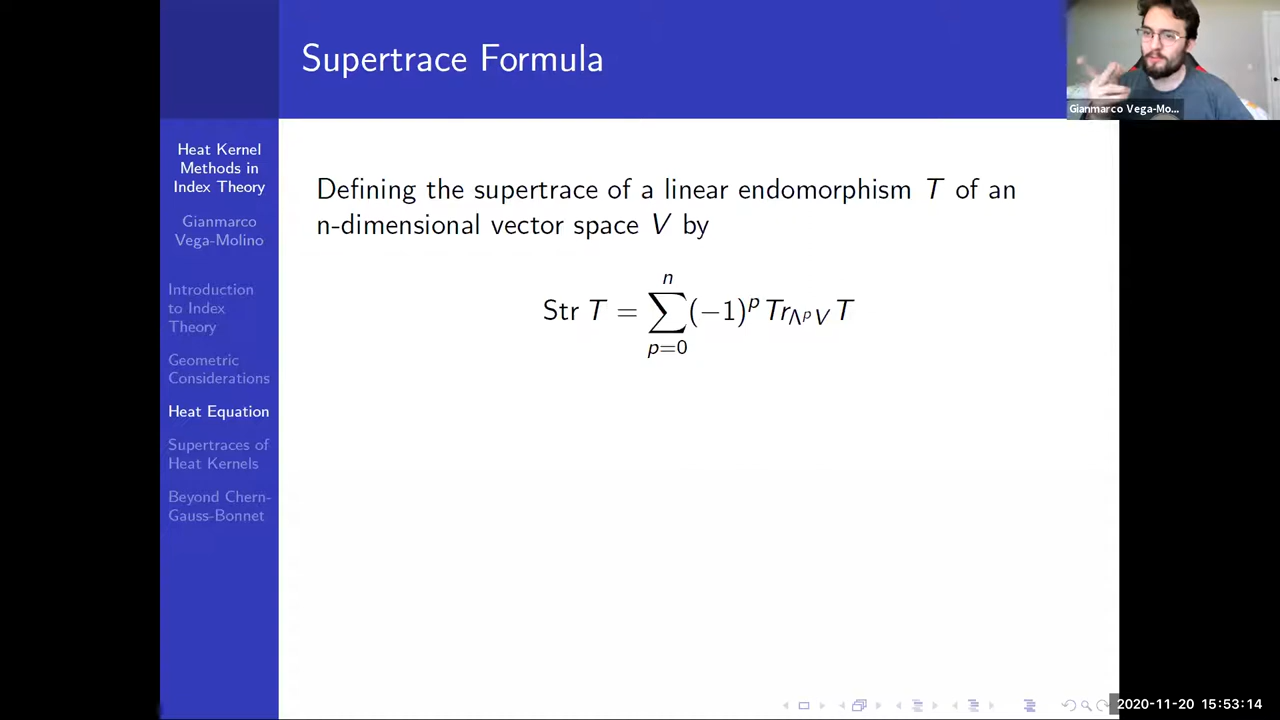 Supertrace Formula
Gianmarco Vega-Mo...
Heat Kernel
Methods in
Index Theory
Gianmarco
Vega-Molino
Introduction
to Index
Theory
Geometric
Considerations
Heat Equation
Supertraces of
Heat Kernels
Beyond Chern-
Gauss-Bonnet
Defining the supertrace of a linear endomorphism T of an
n-dimensional vector space V by
Str T = ∑_{p=0}^{n} (−1)^p Tr_{Λ^p V} T
2020-11-20 15:53:14